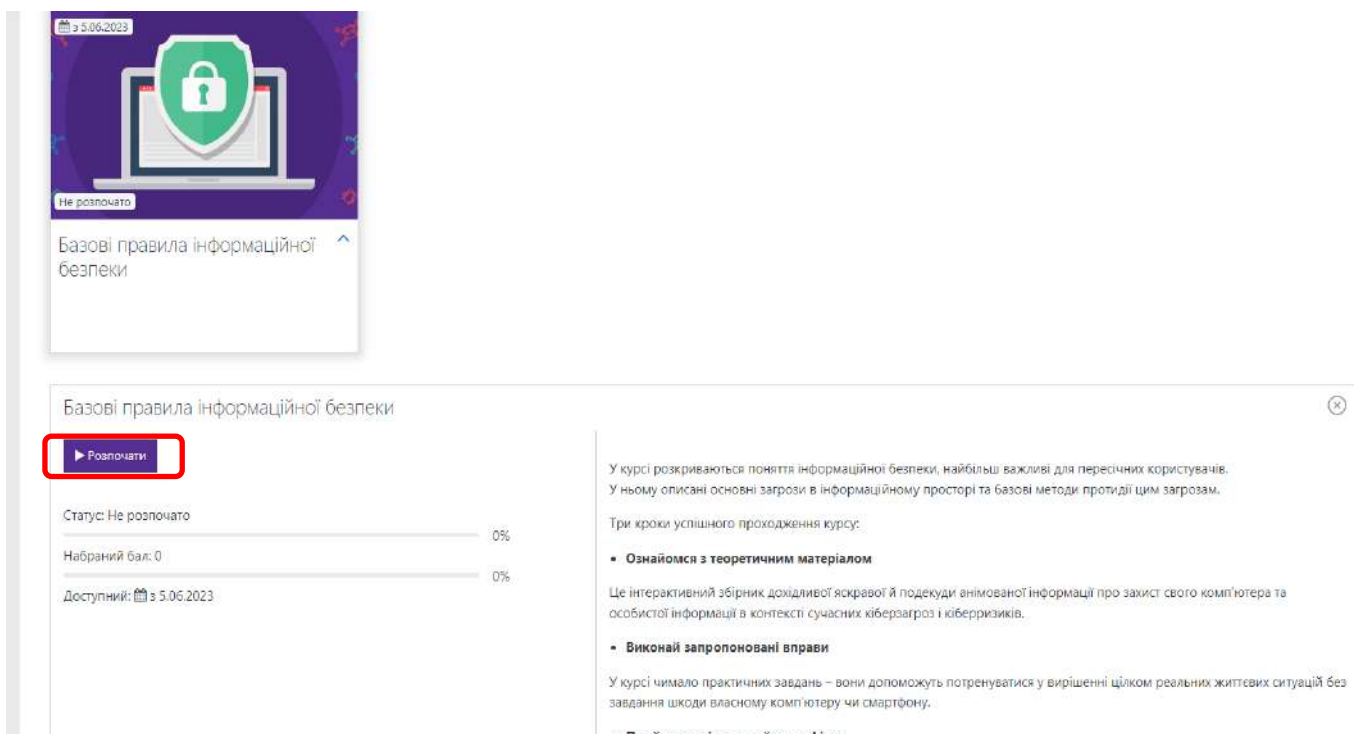 з 5.06.2023
Не розпочато
Базові правила інформаційної
безпеки
Базові правила інформаційної безпеки
Розпочати
Статус: Не розпочато
0%
Набраний бал: 0
0%
Доступний: з 5.06.2023
У курсі розкриваються поняття інформаційної безпеки, найбільш важливі для пересічних користувачів.
У ньому описані основні загрози в інформаційному просторі та базові методи протидії цим загрозам.
Три кроки успішного проходження курсу:
• Ознайомся з теоретичним матеріалом
Це інтерактивний збірник дохідливої яскравої й подекуди анімованої інформації про захист свого комп'ютера та
особистої інформації в контексті сучасних кіберзагроз і кіберризиків.
• Виконай запропоновані вправи
У курсі чимало практичних завдань – вони допоможуть потренуватися у вирішенні цілком реальних життєвих ситуацій без
завдання шкоди власному комп'ютеру чи смартфону.